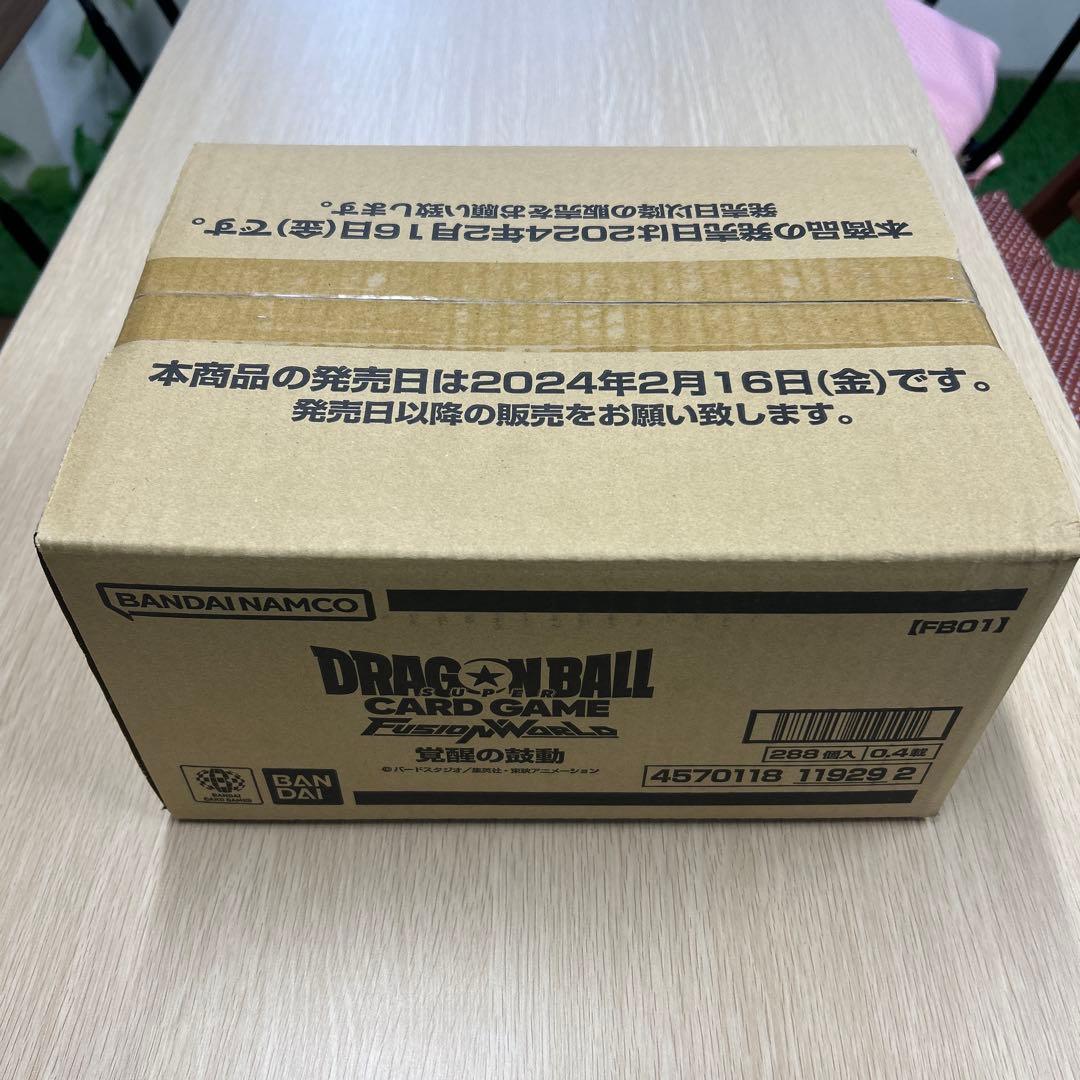 本商品の発売日は2024年2月16日(金)です。
発売日以降の販売をお願い致します。
本商品の発売日は2024年2月16日(金)です。
発売日以降の販売をお願い致します。
BANDAI NAMCO
【FB01】
DRAGONBALL
SUPER
CARD GAME
FUSION WORLD
覚醒の鼓動
©バードスタジオ/集英社・東映アニメーション
288個入 0.4載
4570118 11929 2
BANDAI
CARD GAMES
BAN
DAI